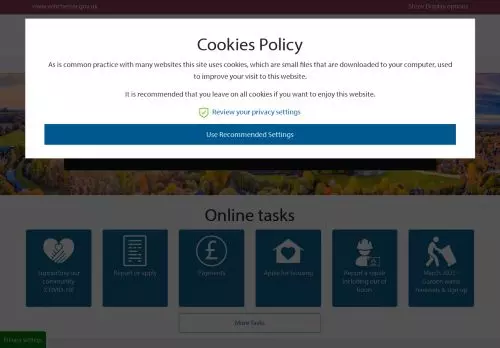 www.winchester.gov.uk
Show Display options
Cookies Policy
As is common practice with many websites this site uses cookies, which are small files that are downloaded to your computer, used
to improve your visit to this website.
It is recommended that you leave on all cookies if you want to enjoy this website.
Review your privacy settings
Use Recommended Settings
Online tasks
Supporting our
community
COVID-19
Report or apply
Payments
Apply for housing
Report a repair
including out of
hours
Garden waste
renewals & sign up
More Tasks
Privacy settings